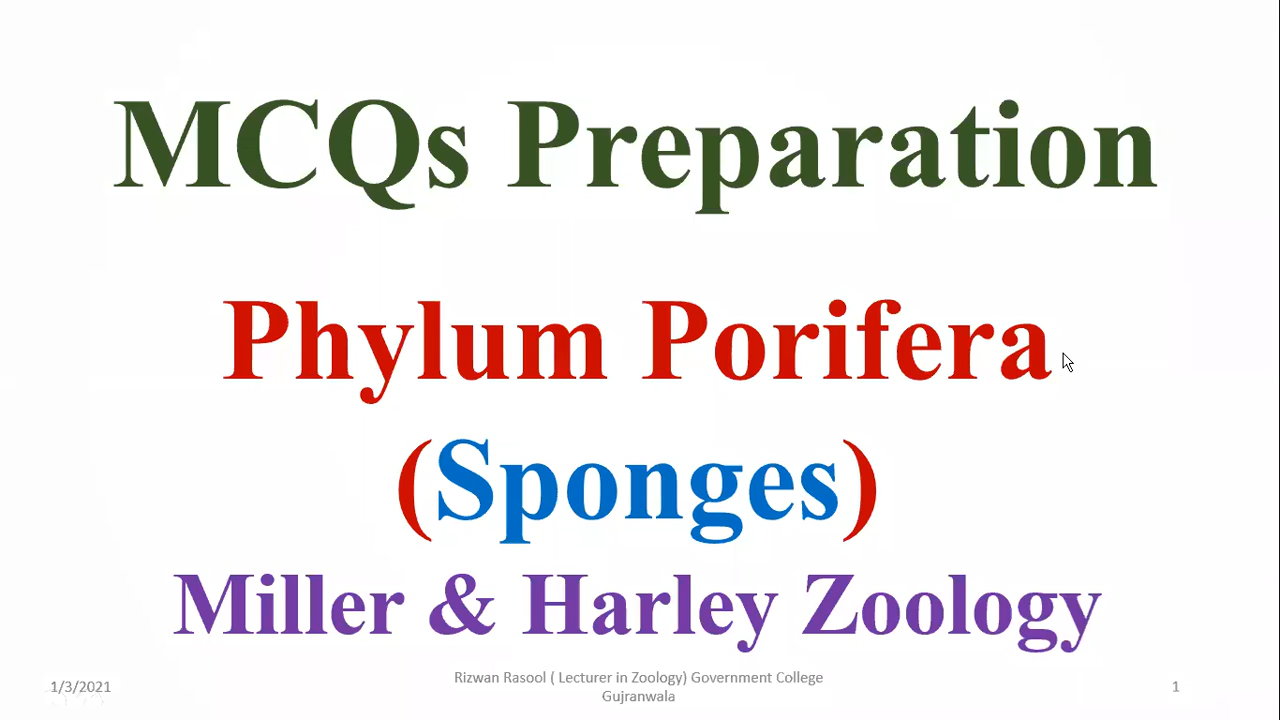 MCQs Preparation
Phylum Porifera
(Sponges)
Miller & Harley Zoology
1/3/2021
Rizwan Rasool ( Lecturer in Zoology) Government College
Gujranwala
1